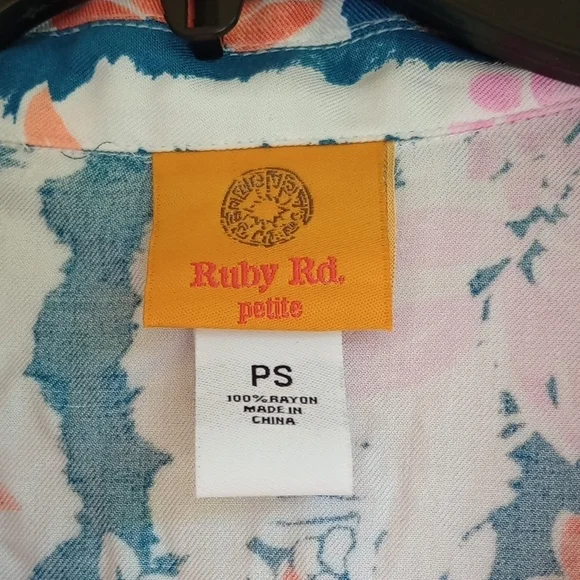 Ruby Rd.
petite
PS
100% RAYON
MADE IN
CHINA